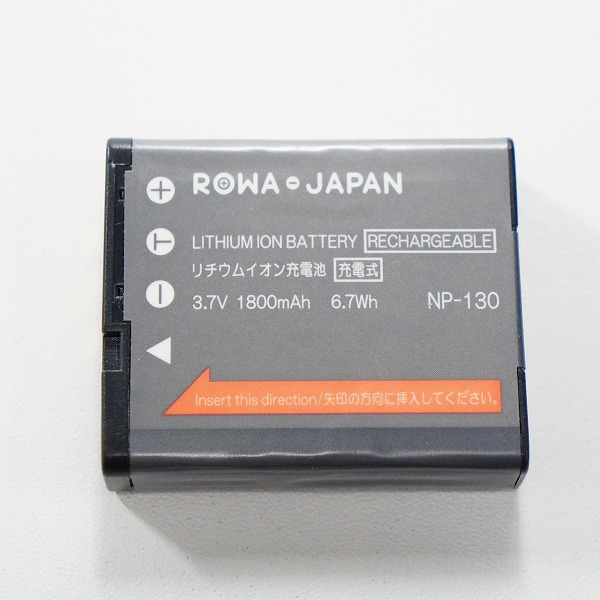 ROWA JAPAN
LITHIUM ION BATTERY RECHARGEABLE
リチウムイオン充電池 充電式
3.7V 1800mAh 6.7Wh NP-130
Insert this direction/矢印の方向に挿入してください。
+
T
−